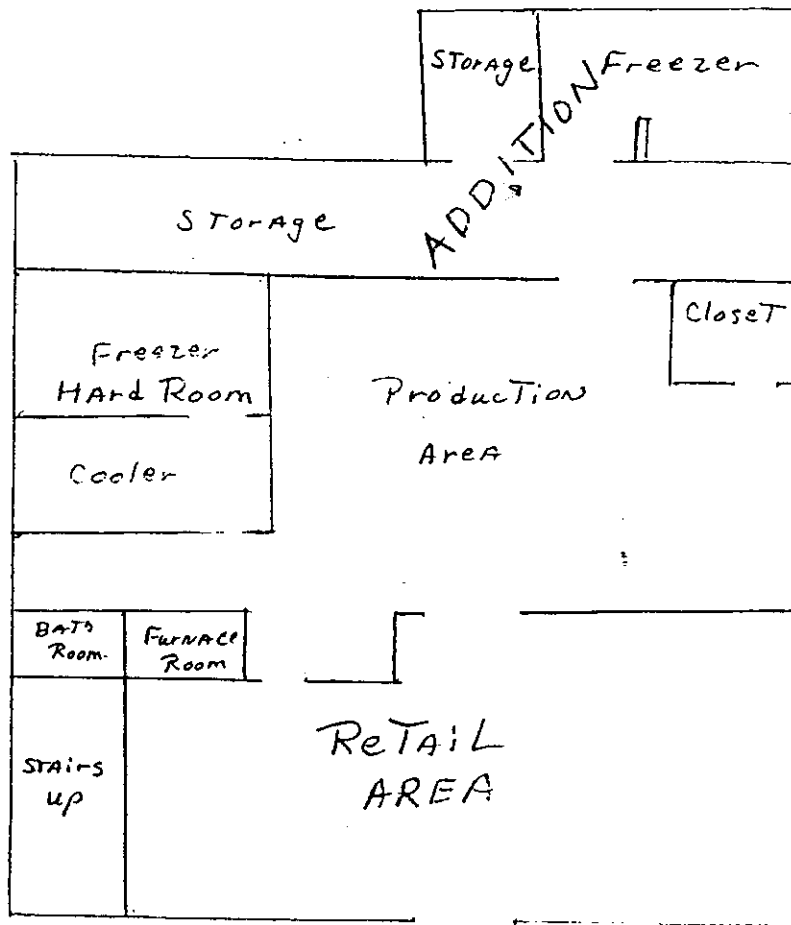 STorAge
Freezer
ADDITION
STorAge
CloseT
Freezer
HArd Room
ProducTion
AreA
Cooler
BATh
Room.
FurNACe
Room
STAirs
up
ReTAiL
AREA